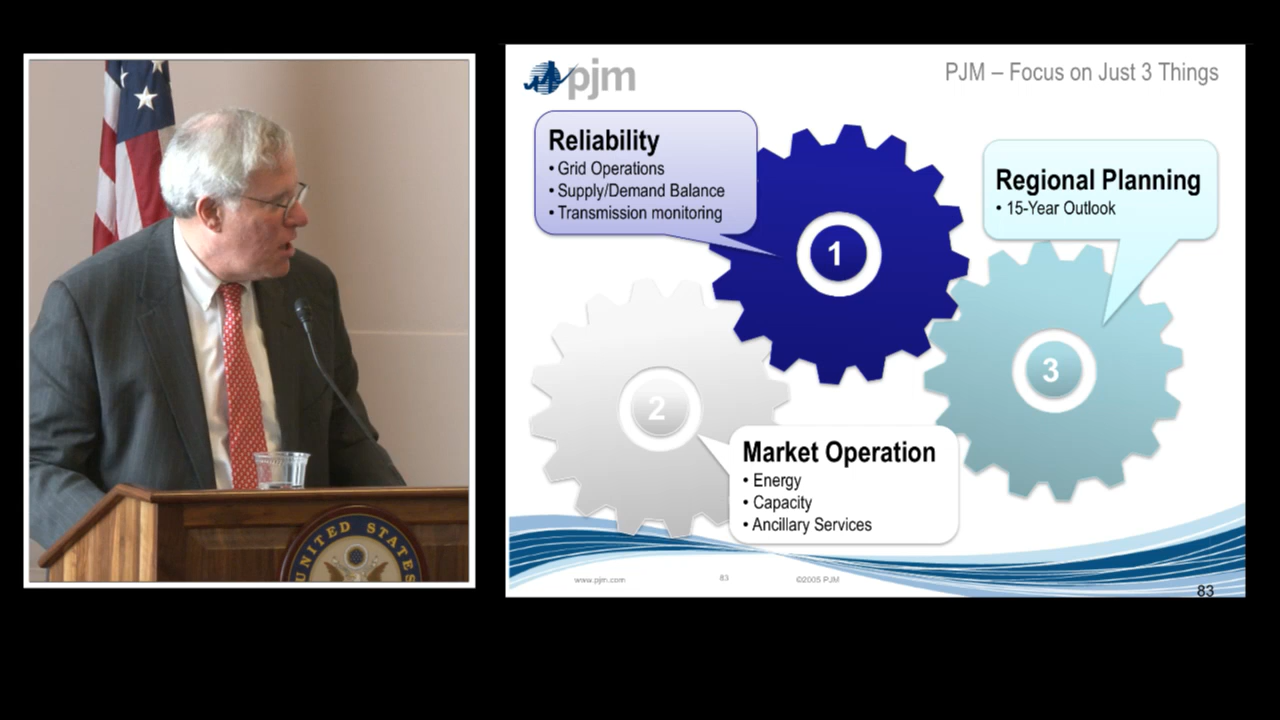 pjm
PJM – Focus on Just 3 Things
Reliability
• Grid Operations
• Supply/Demand Balance
• Transmission monitoring
1
Regional Planning
• 15-Year Outlook
3
2
Market Operation
• Energy
• Capacity
• Ancillary Services
www.pjm.com
83
©2005 PJM
83
UNITED STATES